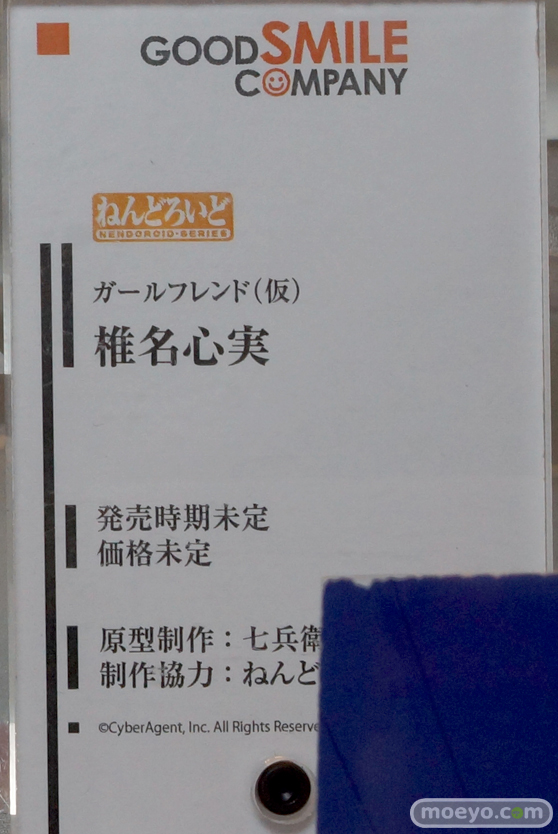 GOOD SMILE
COMPANY
ねんどろいど
NENDOROID・SERIES
ガールフレンド(仮)
椎名心実
発売時期未定
価格未定
原型制作：七兵衛
制作協力：ねんど
©CyberAgent, Inc. All Rights Reserve
moeyo.com